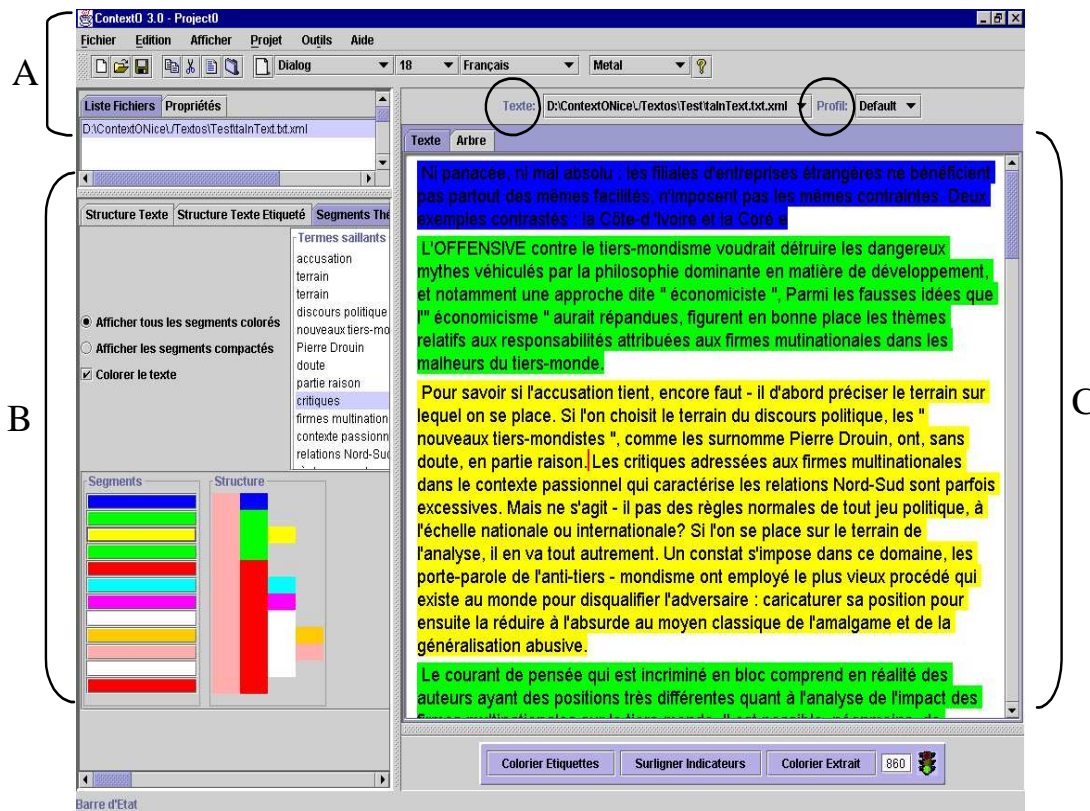 ContextO 3.0 - Project0
Fichier Edition Afficher Projet Outils Aide
Dialog 18 Français Metal
A
Liste Fichiers Propriétés
D:\ContextONice\./Textos\Test\taInText.txt.xml
Texte: D:\ContextONice\./Textos\Test\taInText.txt.xml Profil: Default
Texte Arbre
B
Structure Texte Structure Texte Etiqueté Segments Thé
Termes saillants
accusation
terrain
terrain
discours politique
nouveaux tiers-mo
Pierre Drouin
doute
partie raison
critiques
firmes multination
contexte passionn
relations Nord-Sud
Afficher tous les segments colorés
Afficher les segments compactés
Colorer le texte
Segments Structure
Ni panacée, ni mal absolu : les filiales d'entreprises étrangères ne bénéficient
pas partout des mêmes facilités, n'imposent pas les mêmes contraintes. Deux
exemples contrastés : la Côte-d 'Ivoire et la Coré e
L'OFFENSIVE contre le tiers-mondisme voudrait détruire les dangereux
mythes véhiculés par la philosophie dominante en matière de développement,
et notamment une approche dite " économiciste ", Parmi les fausses idées que
l'" économicisme " aurait répandues, figurent en bonne place les thèmes
relatifs aux responsabilités attribuées aux firmes mutinationales dans les
malheurs du tiers-monde.
Pour savoir si l'accusation tient, encore faut - il d'abord préciser le terrain sur
lequel on se place. Si l'on choisit le terrain du discours politique, les "
nouveaux tiers-mondistes ", comme les surnomme Pierre Drouin, ont, sans
doute, en partie raison. Les critiques adressées aux firmes multinationales
dans le contexte passionnel qui caractérise les relations Nord-Sud sont parfois
excessives. Mais ne s'agit - il pas des règles normales de tout jeu politique, à
l'échelle nationale ou internationale? Si l'on se place sur le terrain de
l'analyse, il en va tout autrement. Un constat s'impose dans ce domaine, les
porte-parole de l'anti-tiers - mondisme ont employé le plus vieux procédé qui
existe au monde pour disqualifier l'adversaire : caricaturer sa position pour
ensuite la réduire à l'absurde au moyen classique de l'amalgame et de la
généralisation abusive.
Le courant de pensée qui est incriminé en bloc comprend en réalité des
auteurs ayant des positions très différentes quant à l'analyse de l'impact des
C
Colorier Etiquettes Surligner Indicateurs Colorier Extrait 860
Barre d'Etat